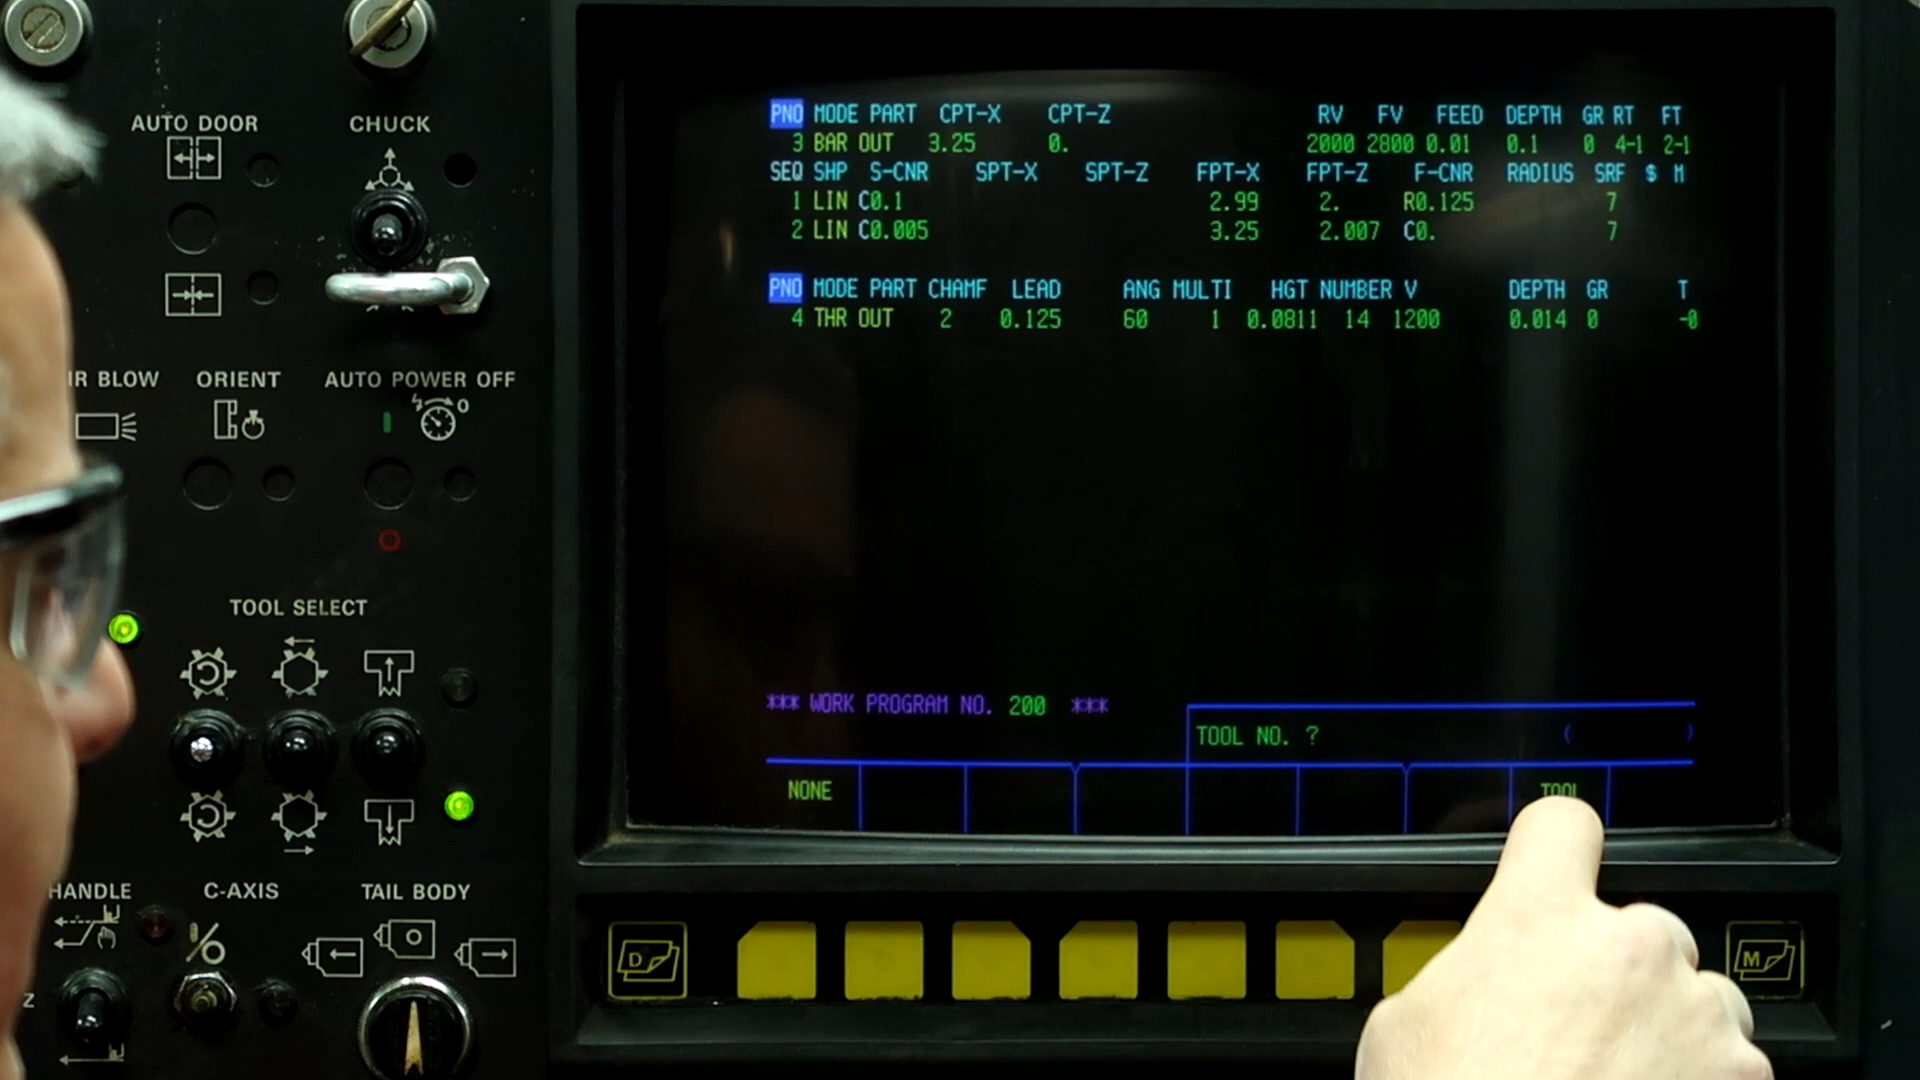 AUTO DOOR
CHUCK
IR BLOW
ORIENT
AUTO POWER OFF
O
TOOL SELECT
HANDLE
C-AXIS
TAIL BODY
Z
PNO MODE PART CPT-X CPT-Z RV FV FEED DEPTH GR RT FT
3 BAR OUT 3.25 0. 2000 2800 0.01 0.1 0 4-1 2-1
SEQ SHP S-CNR SPT-X SPT-Z FPT-X FPT-Z F-CNR RADIUS SRF $ M
1 LIN C0.1 2.99 2. R0.125 7
2 LIN C0.005 3.25 2.007 C0. 7
PNO MODE PART CHAMF LEAD ANG MULTI HGT NUMBER V DEPTH GR T
4 THR OUT 2 0.125 60 1 0.0811 14 1200 0.014 0 -0
*** WORK PROGRAM NO. 200 ***
TOOL NO. ? ( )
NONE TOOL
D
M